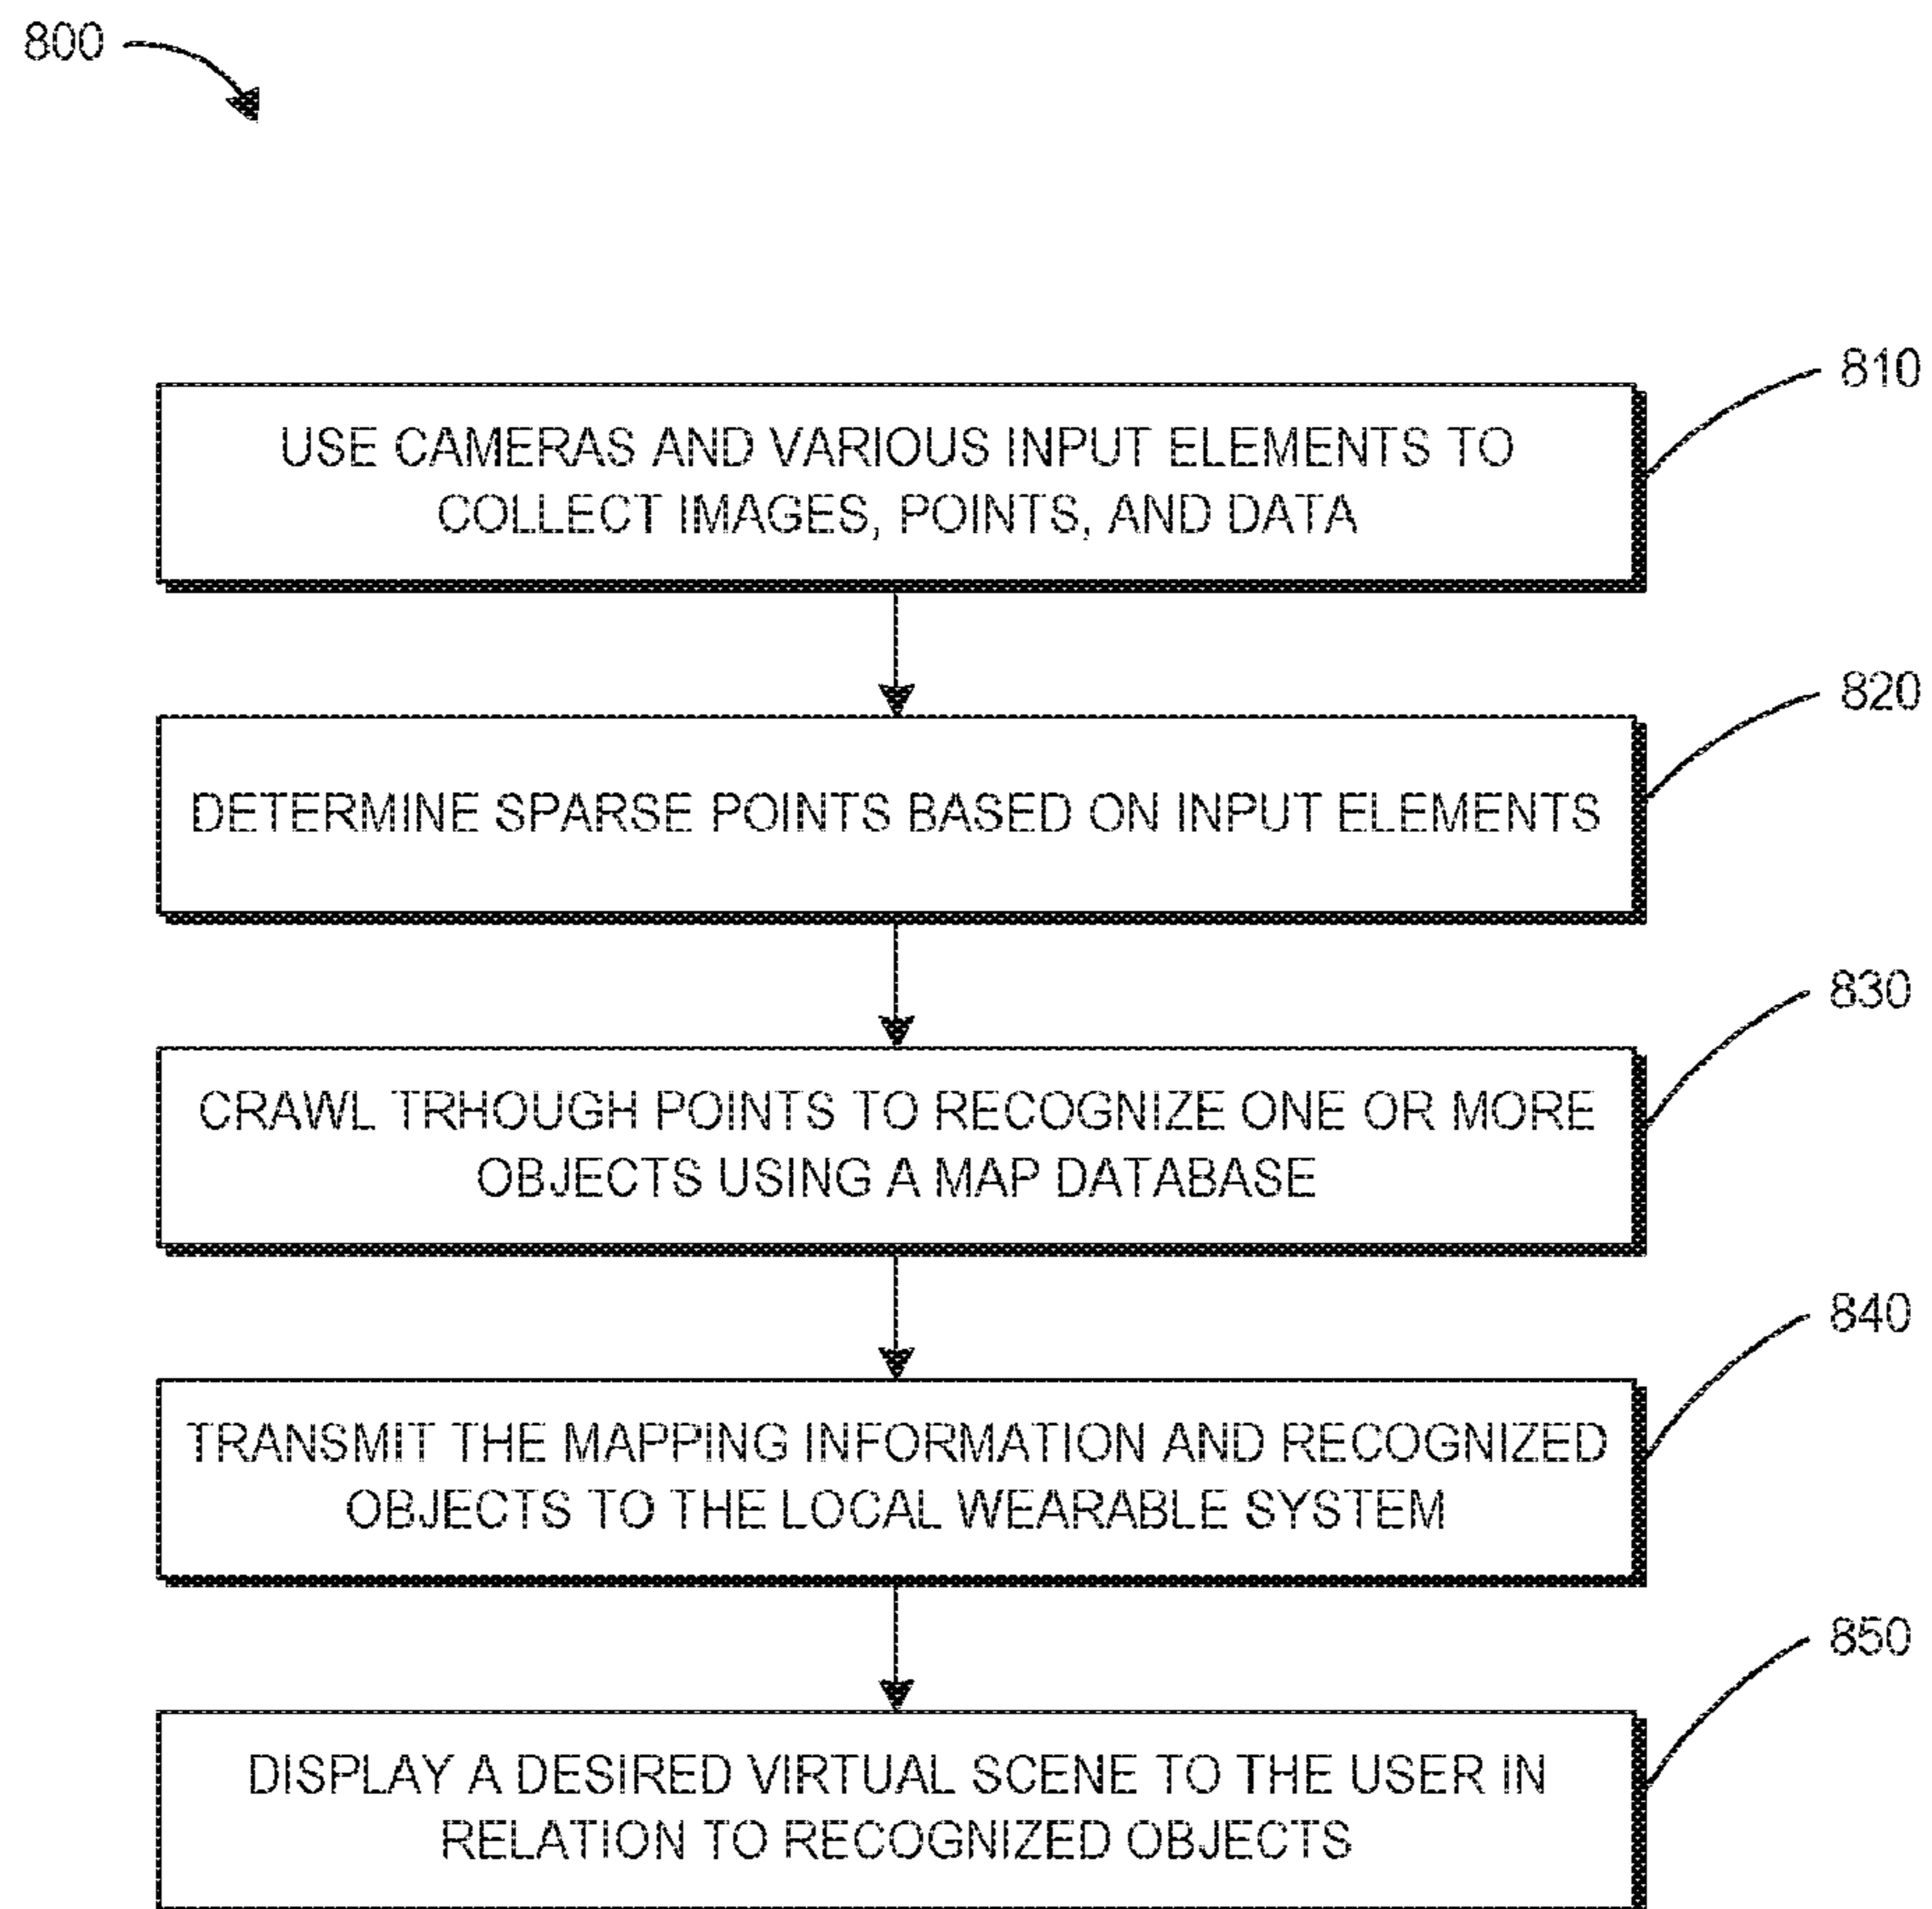 800
810
USE CAMERAS AND VARIOUS INPUT ELEMENTS TO
COLLECT IMAGES, POINTS, AND DATA
820
DETERMINE SPARSE POINTS BASED ON INPUT ELEMENTS
830
CRAWL TRHOUGH POINTS TO RECOGNIZE ONE OR MORE
OBJECTS USING A MAP DATABASE
840
TRANSMIT THE MAPPING INFORMATION AND RECOGNIZED
OBJECTS TO THE LOCAL WEARABLE SYSTEM
850
DISPLAY A DESIRED VIRTUAL SCENE TO THE USER IN
RELATION TO RECOGNIZED OBJECTS